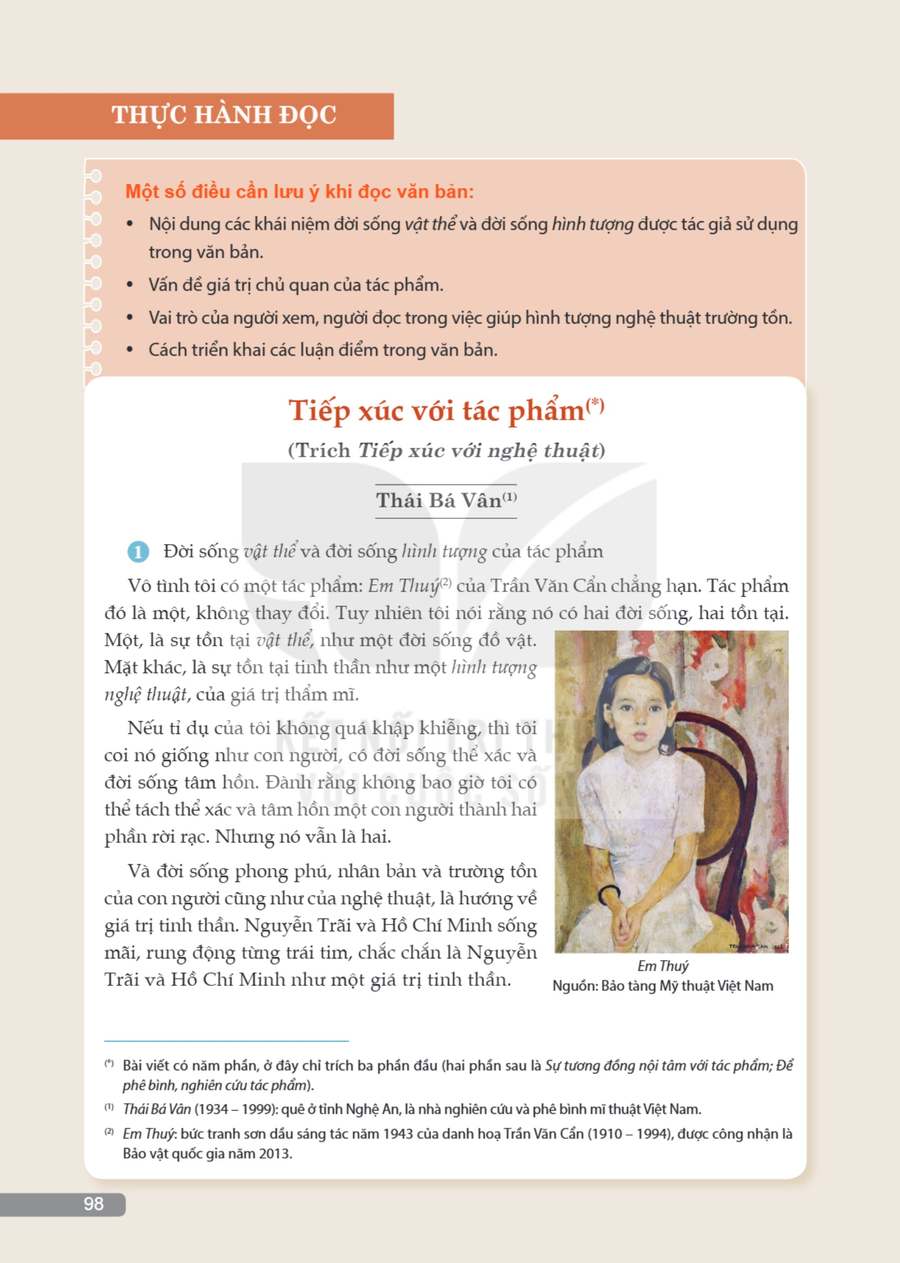 THỰC HÀNH ĐỌC
Một số điều cần lưu ý khi đọc văn bản:
• Nội dung các khái niệm đời sống vật thể và đời sống hình tượng được tác giả sử dụng
trong văn bản.
• Vấn đề giá trị chủ quan của tác phẩm.
• Vai trò của người xem, người đọc trong việc giúp hình tượng nghệ thuật trường tồn.
• Cách triển khai các luận điểm trong văn bản.
Tiếp xúc với tác phẩm(*)
(Trích Tiếp xúc với nghệ thuật)
Thái Bá Vân(1)
1 Đời sống vật thể và đời sống hình tượng của tác phẩm
Vô tình tôi có một tác phẩm: Em Thuý(2) của Trần Văn Cẩn chẳng hạn. Tác phẩm
đó là một, không thay đổi. Tuy nhiên tôi nói rằng nó có hai đời sống, hai tồn tại.
Một, là sự tồn tại vật thể, như một đời sống đồ vật.
Mặt khác, là sự tồn tại tinh thần như một hình tượng
nghệ thuật, của giá trị thẩm mĩ.
Nếu tỉ dụ của tôi không quá khập khiễng, thì tôi
coi nó giống như con người, có đời sống thể xác và
đời sống tâm hồn. Đành rằng không bao giờ tôi có
thể tách thể xác và tâm hồn một con người thành hai
phần rời rạc. Nhưng nó vẫn là hai.
Và đời sống phong phú, nhân bản và trường tồn
của con người cũng như của nghệ thuật, là hướng về
giá trị tinh thần. Nguyễn Trãi và Hồ Chí Minh sống
mãi, rung động từng trái tim, chắc chắn là Nguyễn
Trãi và Hồ Chí Minh như một giá trị tinh thần.
Em Thuý
Nguồn: Bảo tàng Mỹ thuật Việt Nam
(*) Bài viết có năm phần, ở đây chỉ trích ba phần đầu (hai phần sau là Sự tương đồng nội tâm với tác phẩm; Để
phê bình, nghiên cứu tác phẩm).
(1) Thái Bá Vân (1934 – 1999): quê ở tỉnh Nghệ An, là nhà nghiên cứu và phê bình mĩ thuật Việt Nam.
(2) Em Thuý: bức tranh sơn dầu sáng tác năm 1943 của danh hoạ Trần Văn Cẩn (1910 – 1994), được công nhận là
Bảo vật quốc gia năm 2013.
98